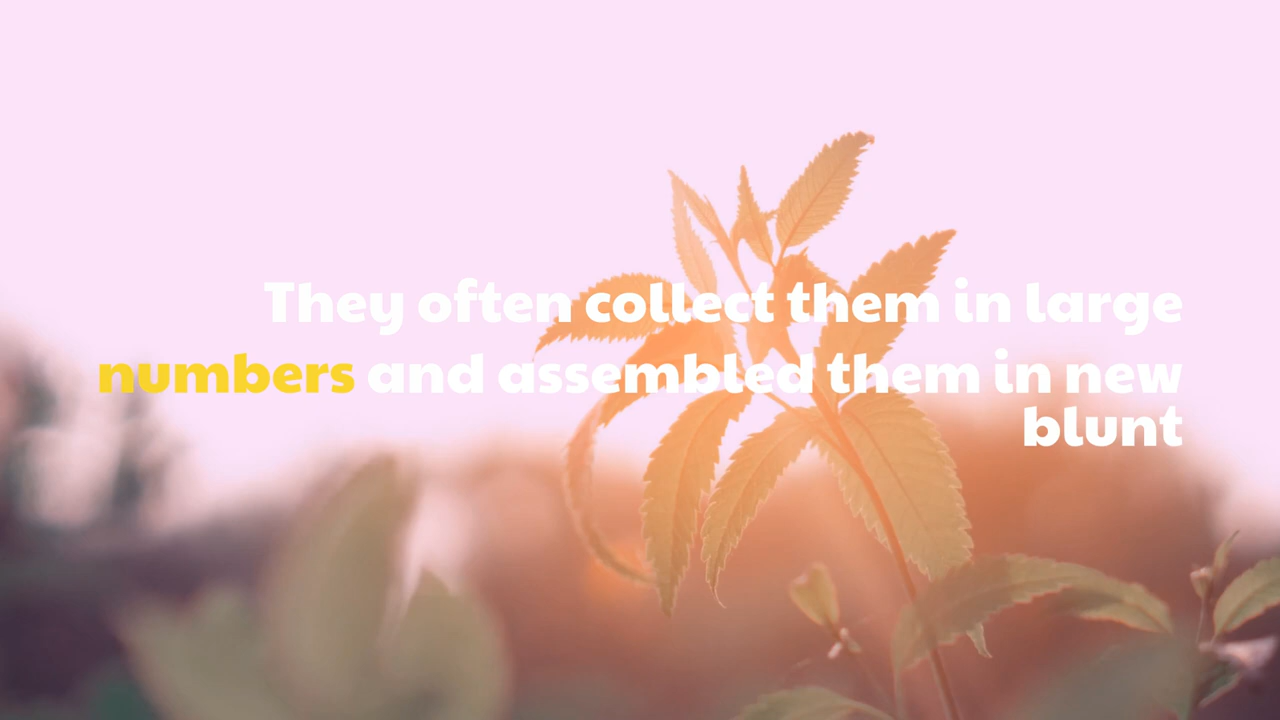 They often collect them in large
numbers and assembled them in new
blunt